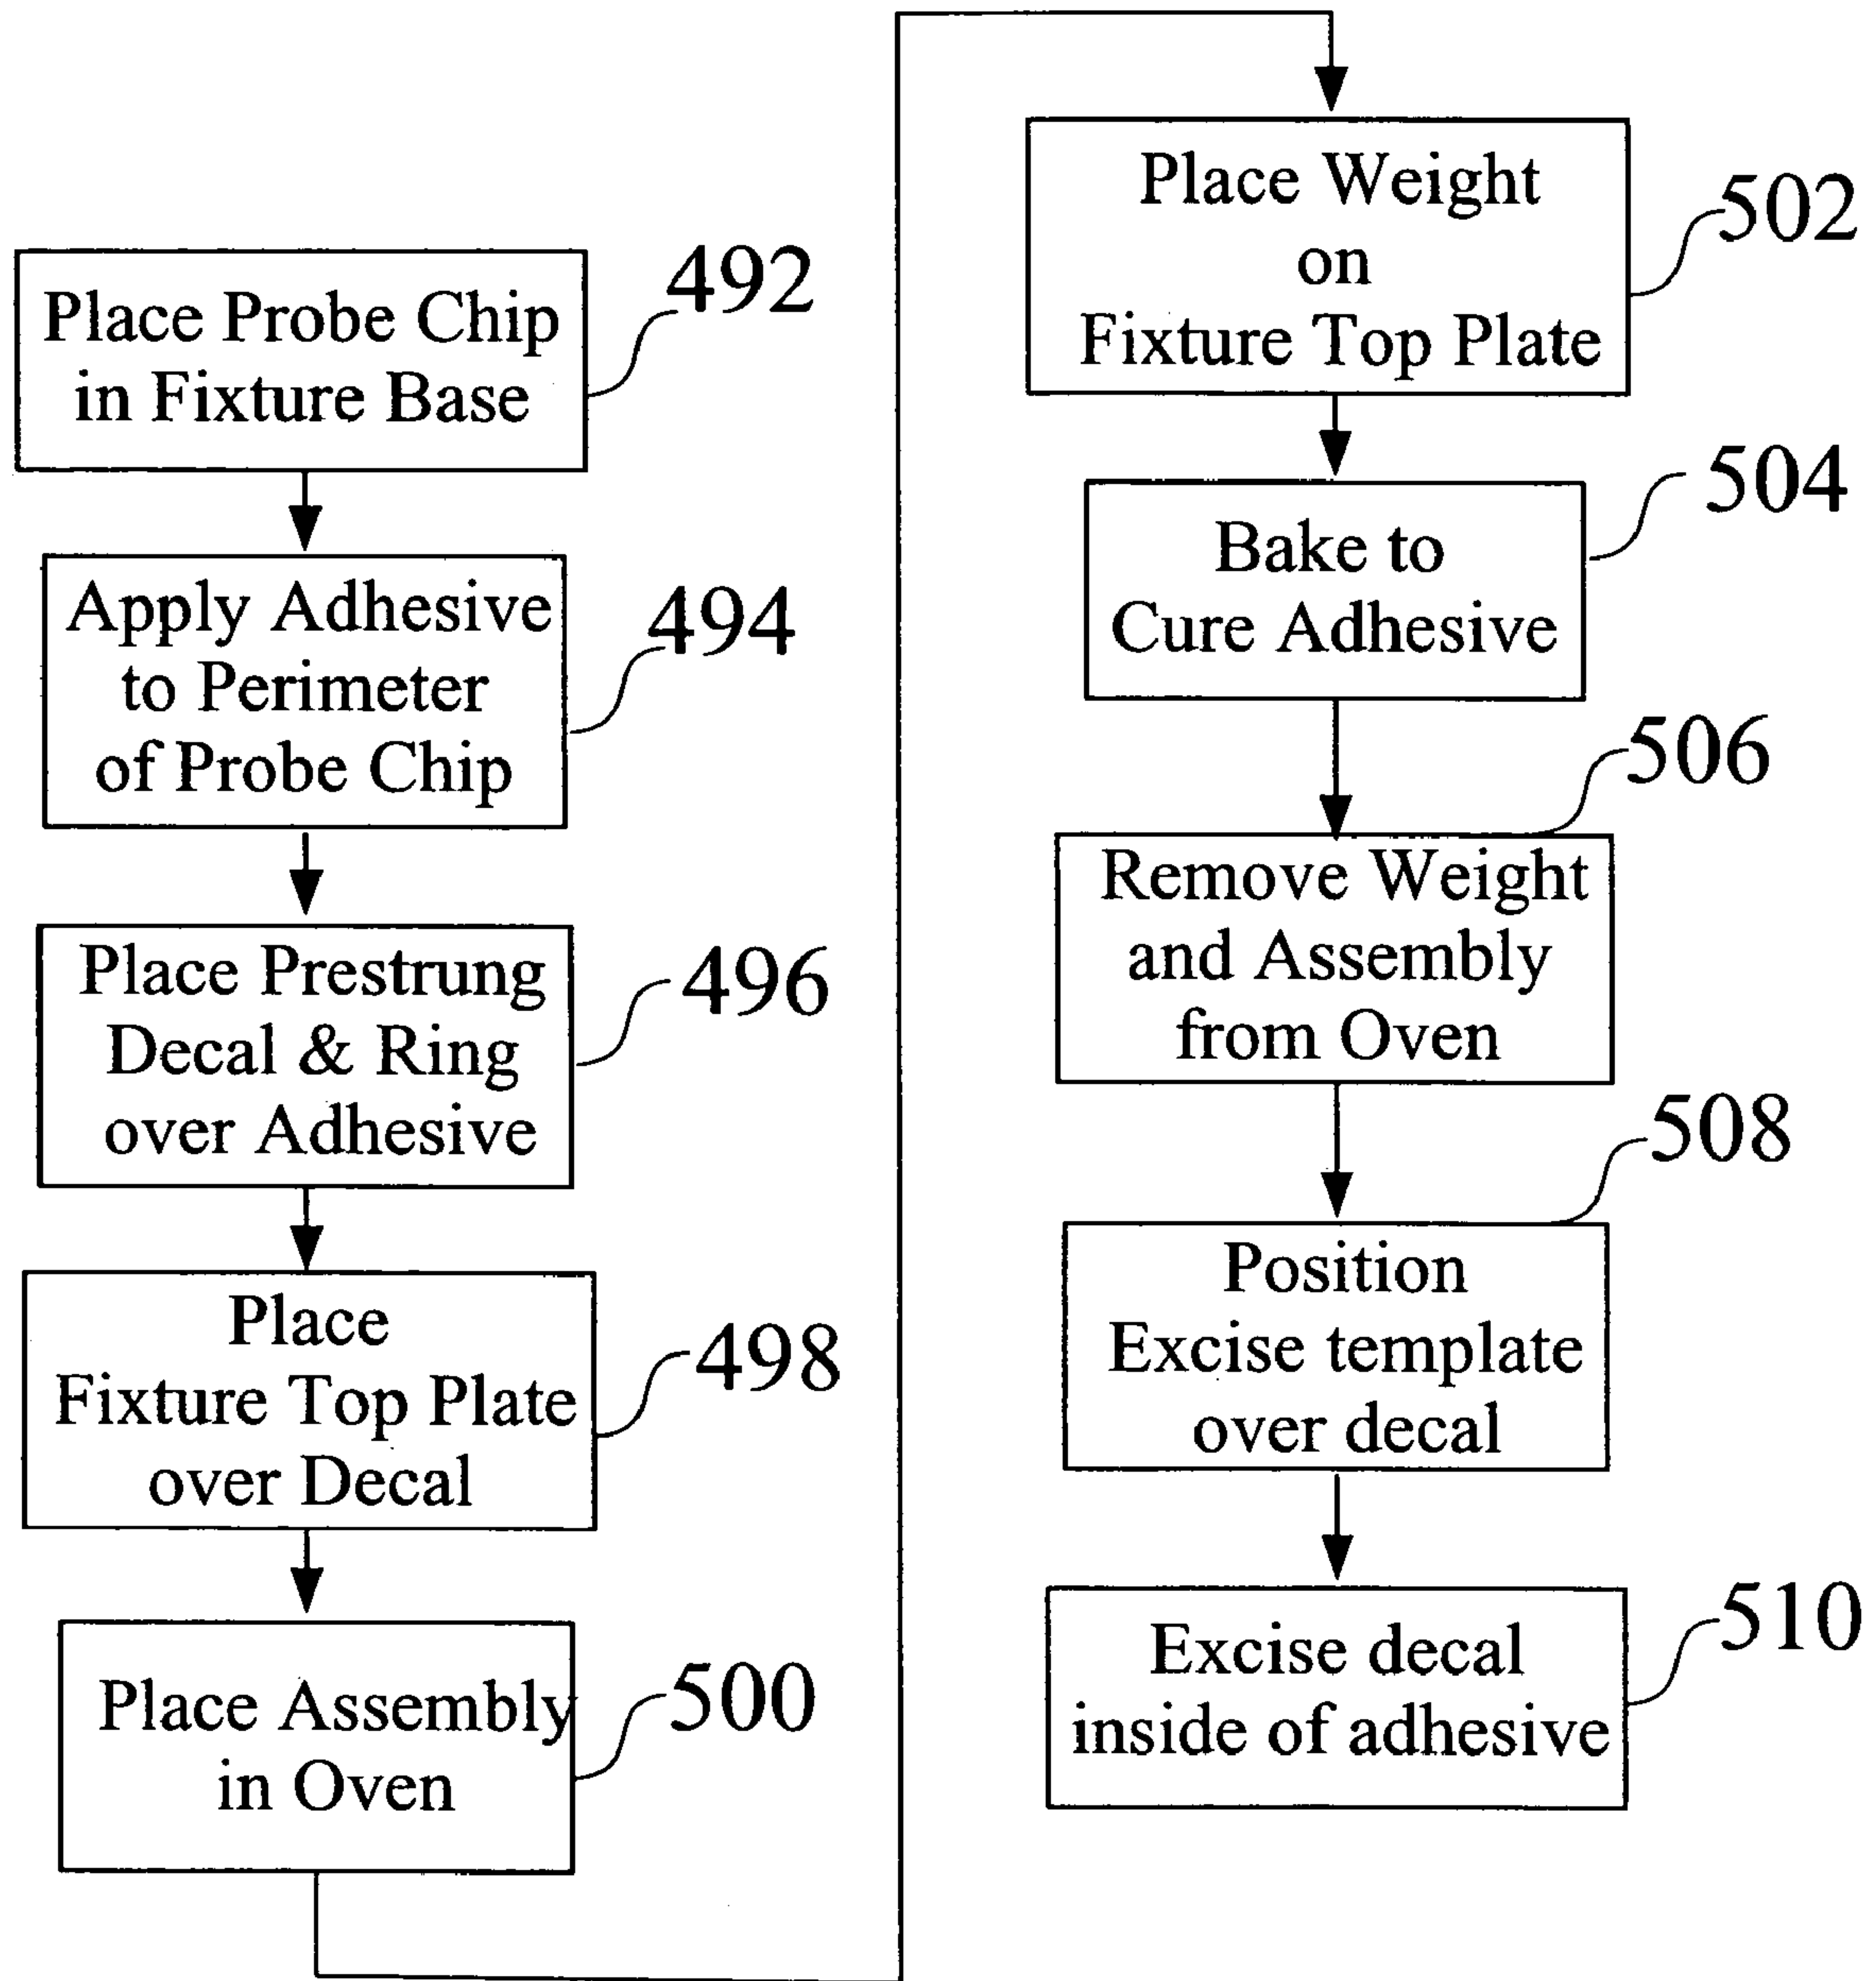 Place Probe Chip
in Fixture Base
492
Apply Adhesive
to Perimeter
of Probe Chip
494
Place Prestrung
Decal & Ring
over Adhesive
496
Place
Fixture Top Plate
over Decal
498
Place Assembly
in Oven
500
Place Weight
on
Fixture Top Plate
502
Bake to
Cure Adhesive
504
Remove Weight
and Assembly
from Oven
506
Position
Excise template
over decal
508
Excise decal
inside of adhesive
510